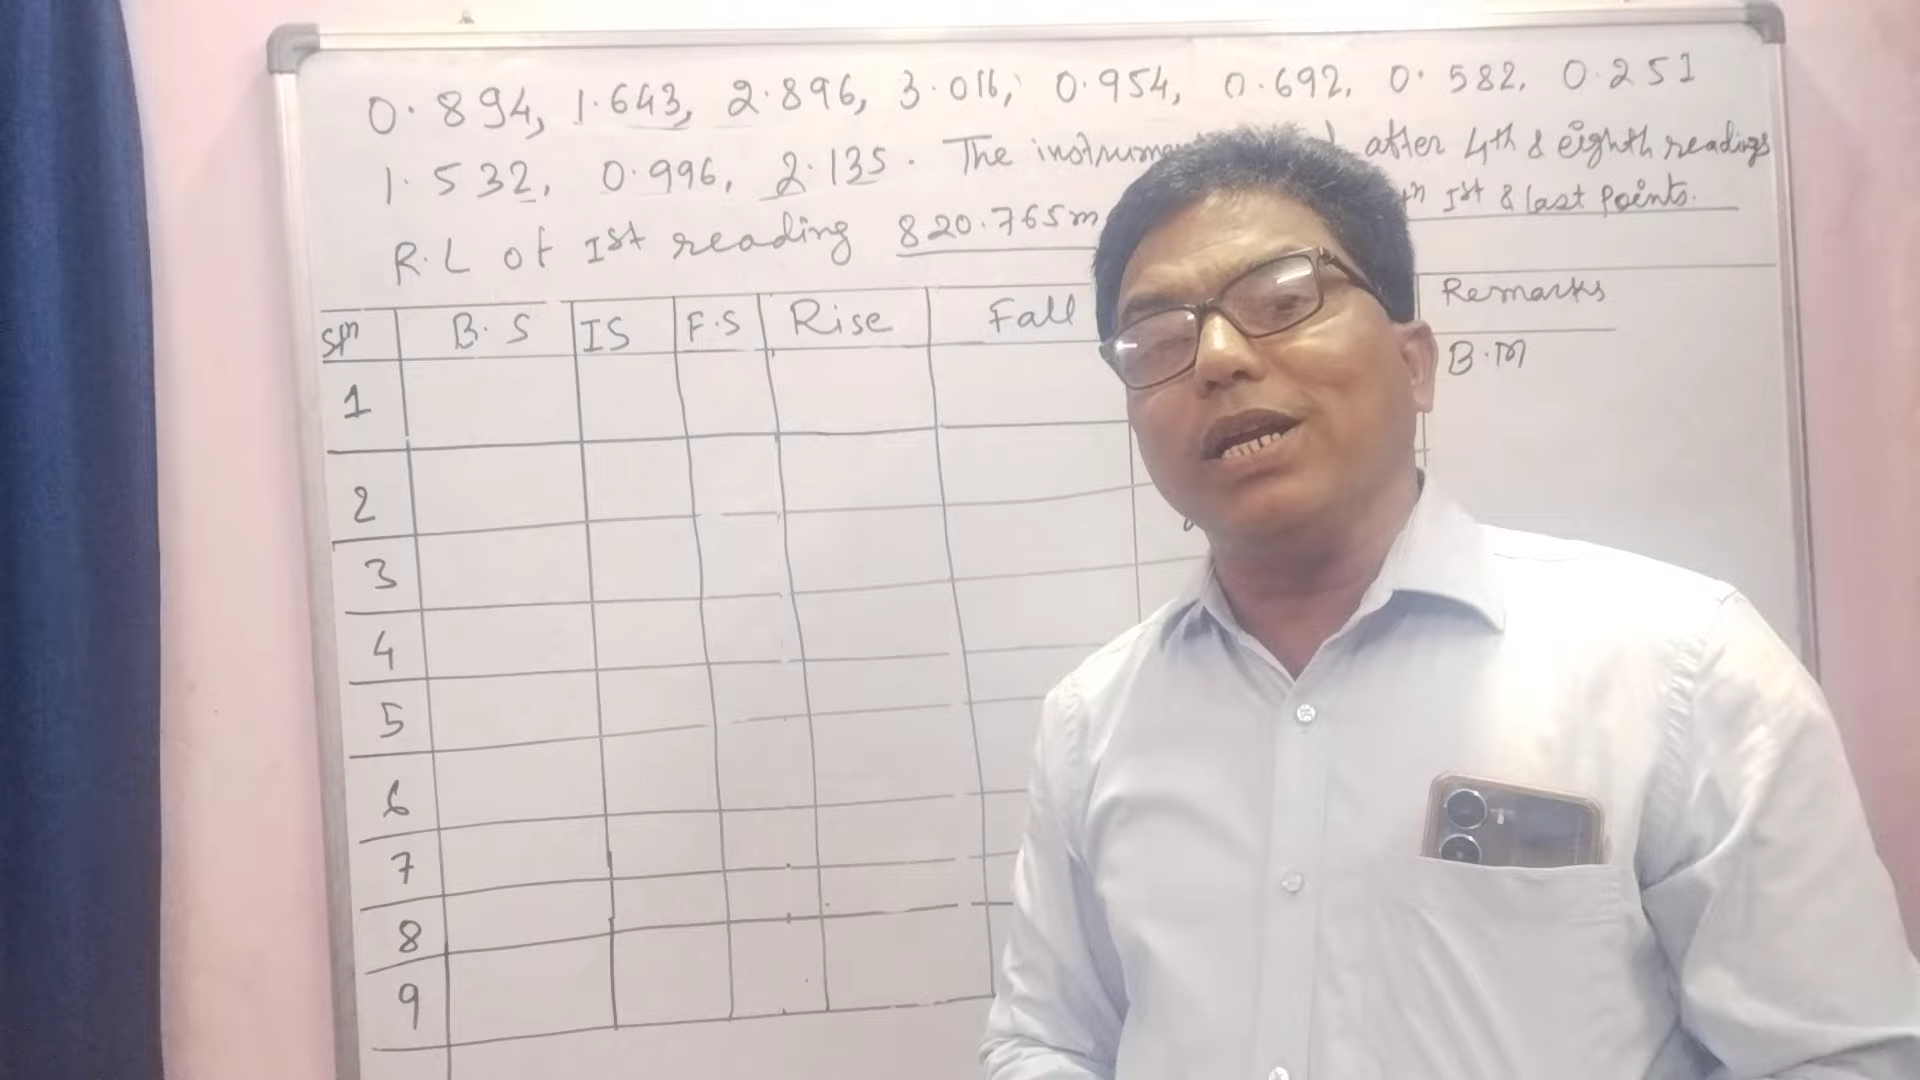 0.894, 1.643, 2.896, 3.016, 0.954, 0.692, 0.582, 0.251
1.532, 0.996, 2.135. The after 4th & eighth readings
R.L of Ist reading 820.765m Ist & last Points.
Stn B.S IS F.S Rise Fall Remarks
1 B.M
2
3
4
5
6
7
8
9